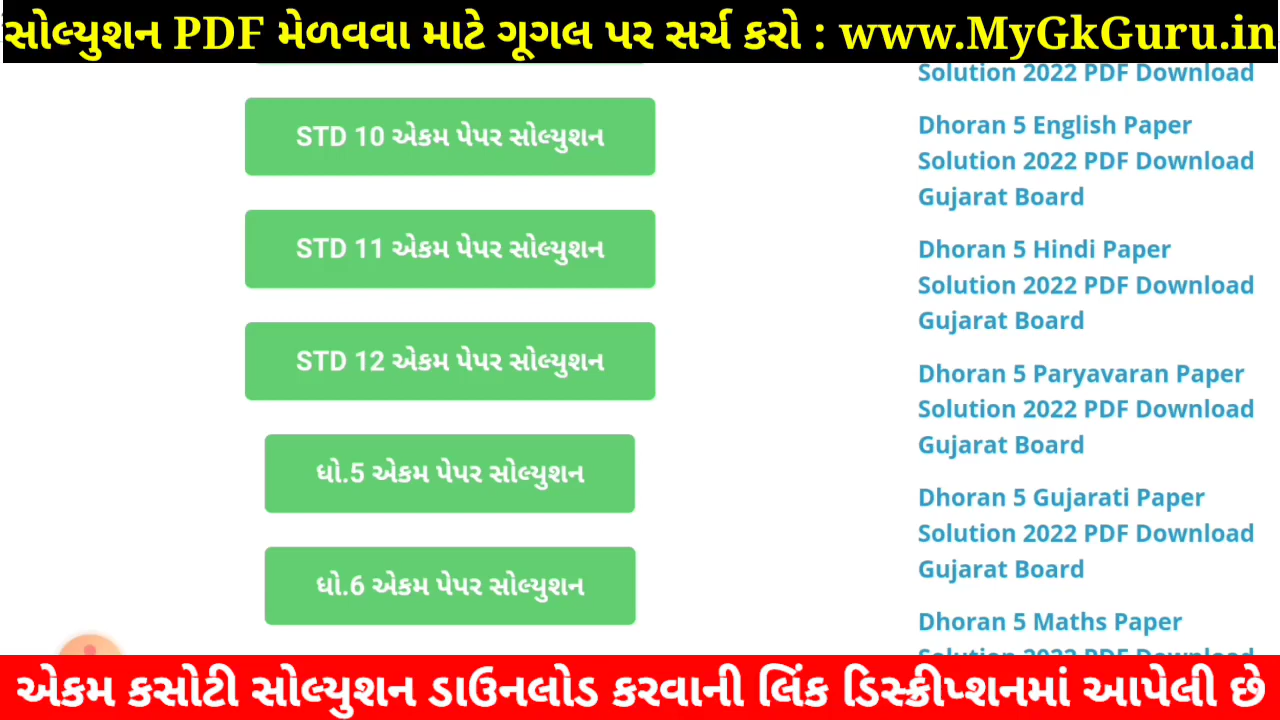 સોલ્યુશન PDF મેળવવા માટે ગૂગલ પર સર્ચ કરો : www.MyGkGuru.in
STD 10 એકમ પેપર સોલ્યુશન
STD 11 એકમ પેપર સોલ્યુશન
STD 12 એકમ પેપર સોલ્યુશન
ધો.5 એકમ પેપર સોલ્યુશન
ધો.6 એકમ પેપર સોલ્યુશન
Solution 2022 PDF Download
Dhoran 5 English Paper
Solution 2022 PDF Download
Gujarat Board
Dhoran 5 Hindi Paper
Solution 2022 PDF Download
Gujarat Board
Dhoran 5 Paryavaran Paper
Solution 2022 PDF Download
Gujarat Board
Dhoran 5 Gujarati Paper
Solution 2022 PDF Download
Gujarat Board
Dhoran 5 Maths Paper
Solution 2022 PDF Download
એકમ કસોટી સોલ્યુશન ડાઉનલોડ કરવાની લિંક ડિસ્ક્રીપ્શનમાં આપેલી છે